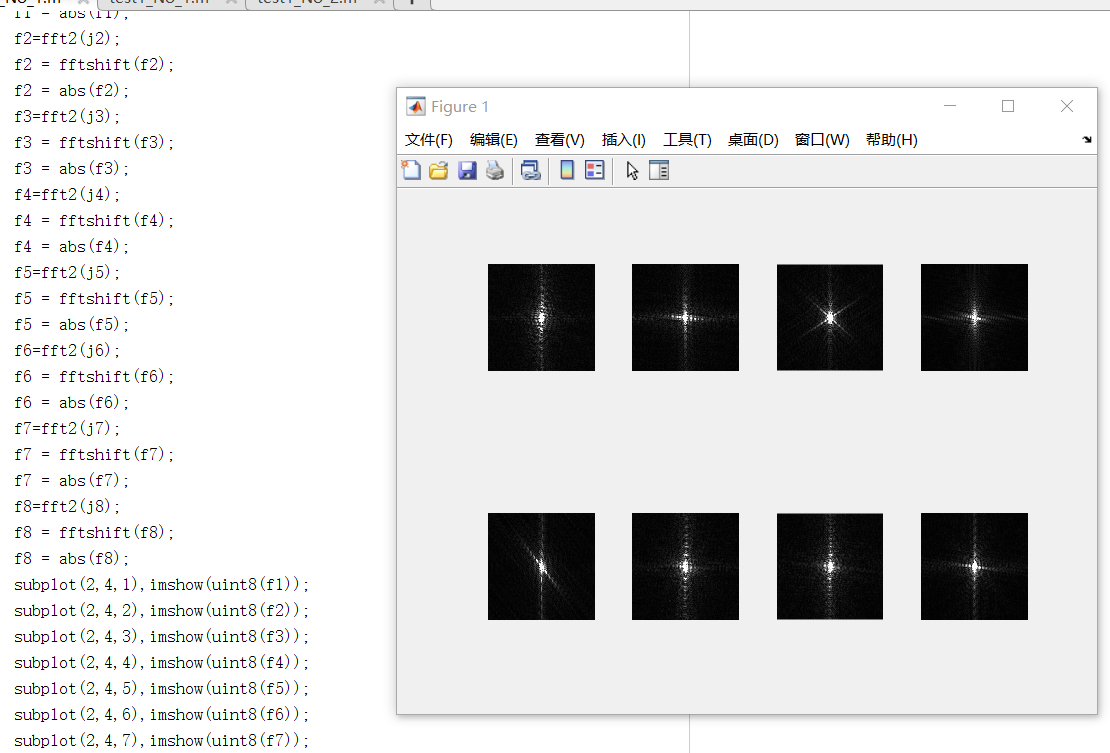 f2=fft2(j2);
f2 = fftshift(f2);
f2 = abs(f2);
f3=fft2(j3);
f3 = fftshift(f3);
f3 = abs(f3);
f4=fft2(j4);
f4 = fftshift(f4);
f4 = abs(f4);
f5=fft2(j5);
f5 = fftshift(f5);
f5 = abs(f5);
f6=fft2(j6);
f6 = fftshift(f6);
f6 = abs(f6);
f7=fft2(j7);
f7 = fftshift(f7);
f7 = abs(f7);
f8=fft2(j8);
f8 = fftshift(f8);
f8 = abs(f8);
subplot(2,4,1),imshow(uint8(f1));
subplot(2,4,2),imshow(uint8(f2));
subplot(2,4,3),imshow(uint8(f3));
subplot(2,4,4),imshow(uint8(f4));
subplot(2,4,5),imshow(uint8(f5));
subplot(2,4,6),imshow(uint8(f6));
subplot(2,4,7),imshow(uint8(f7));
Figure 1
文件(F) 编辑(E) 查看(V) 插入(I) 工具(T) 桌面(D) 窗口(W) 帮助(H)